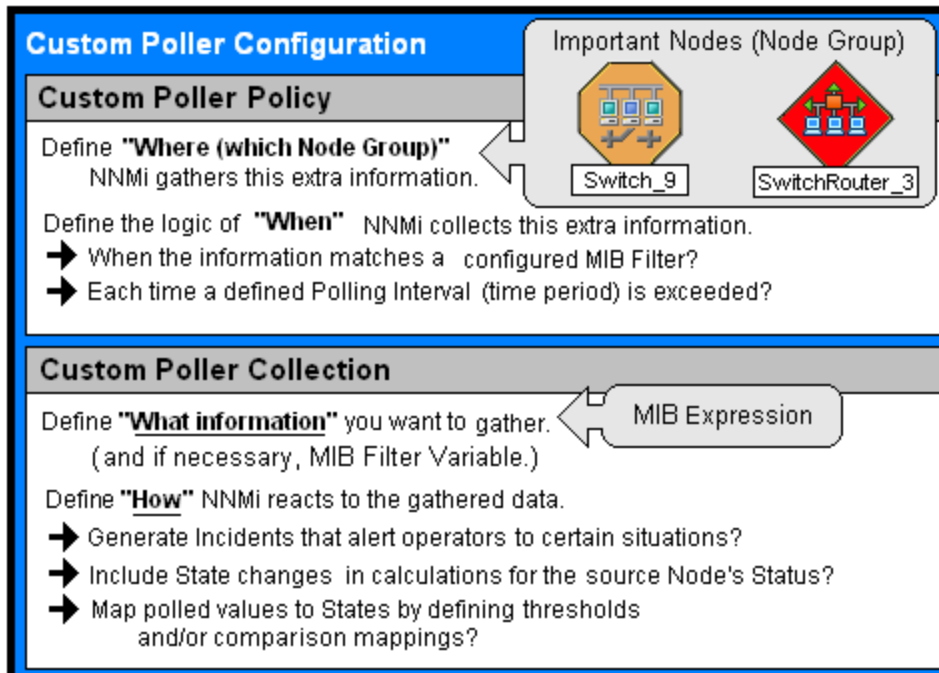 Custom Poller Configuration
Important Nodes (Node Group)
Switch_9
SwitchRouter_3
Custom Poller Policy
Define "Where (which Node Group)"
NNMi gathers this extra information.
Define the logic of "When" NNMi collects this extra information.
When the information matches a configured MIB Filter?
Each time a defined Polling Interval (time period) is exceeded?
Custom Poller Collection
Define "What information" you want to gather.
(and if necessary, MIB Filter Variable.)
MIB Expression
Define "How" NNMi reacts to the gathered data.
Generate Incidents that alert operators to certain situations?
Include State changes in calculations for the source Node's Status?
Map polled values to States by defining thresholds
and/or comparison mappings?